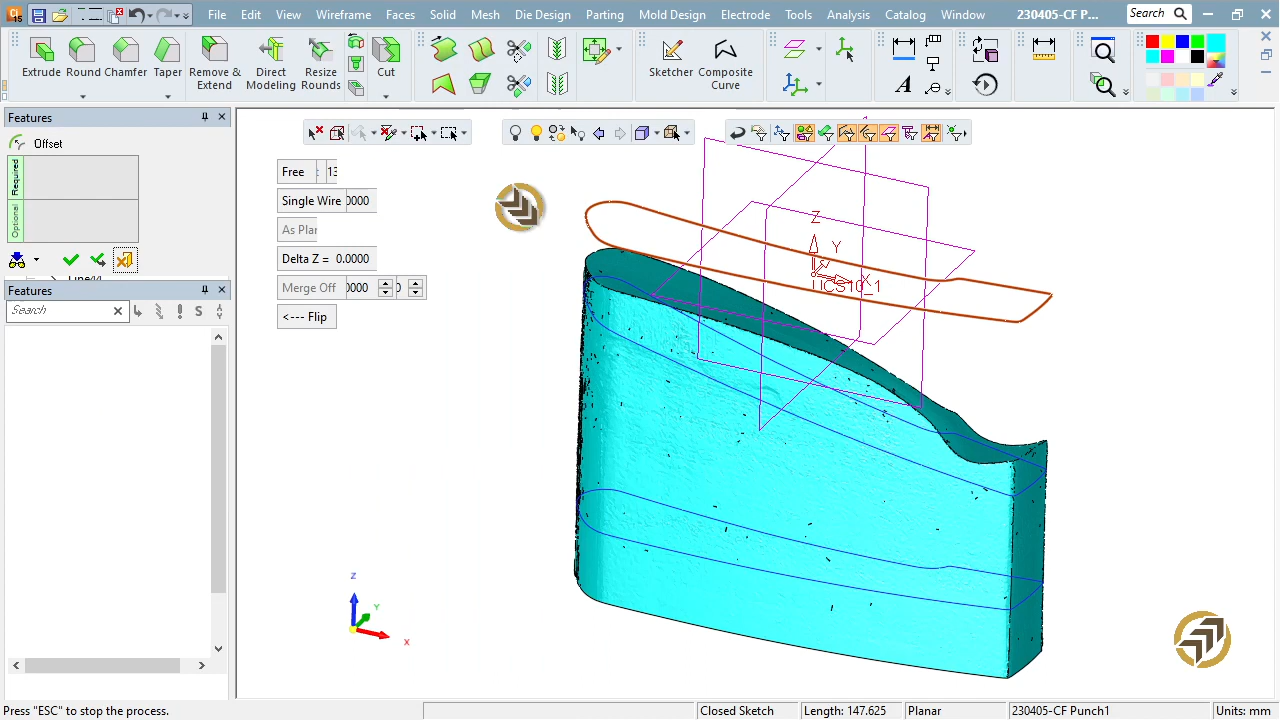 File Edit View Wireframe Faces Solid Mesh Die Design Parting Mold Design Electrode Tools Analysis Catalog Window 230405-CF P... Search
Extrude Round Chamfer Taper Remove & Extend Direct Modeling Resize Rounds Cut Sketcher Composite Curve
Features
Offset
Required
Optional
Features
Search
Free
Single Wire 0000
Delta Z = 0.0000
Merge Off 0000
<--- Flip
Z
Y
X
Z
Y
X
Press "ESC" to stop the process. Closed Sketch Length: 147.625 Planar 230405-CF Punch1 Units: mm